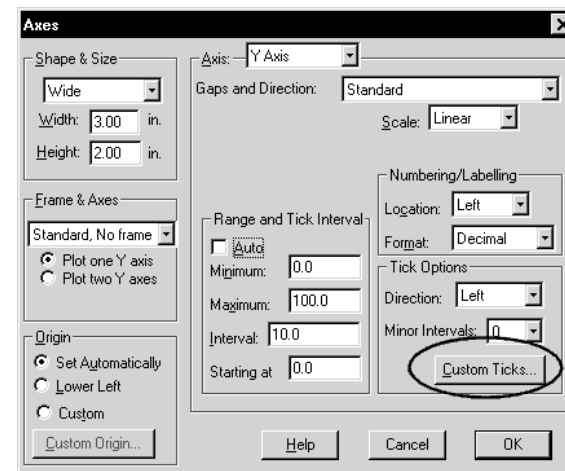 Axes
Shape & Size
Wide
Width: 3.00 in.
Height: 2.00 in.
Frame & Axes
Standard, No frame
Plot one Y axis
Plot two Y axes
Origin
Set Automatically
Lower Left
Custom
Custom Origin...
Axis: Y Axis
Gaps and Direction: Standard
Scale: Linear
Range and Tick Interval
Auto
Minimum: 0.0
Maximum: 100.0
Interval: 10.0
Starting at 0.0
Numbering/Labelling
Location: Left
Format: Decimal
Tick Options
Direction: Left
Minor Intervals: 0
Custom Ticks...
Help
Cancel
OK